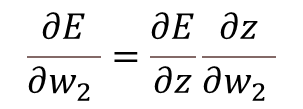 ∂E/∂w₂ = ∂E/∂z ∂z/∂w₂